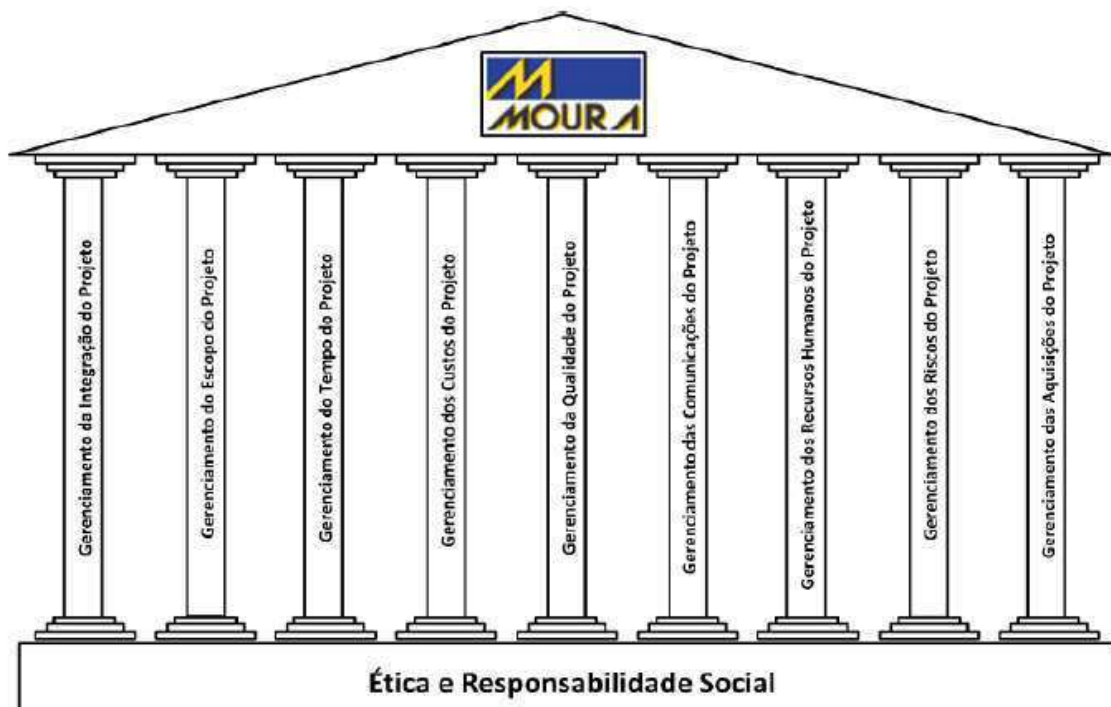 MOURA
Gerenciamento da Integração do Projeto
Gerenciamento do Escopo do Projeto
Gerenciamento do Tempo do Projeto
Gerenciamento dos Custos do Projeto
Gerenciamento da Qualidade do Projeto
Gerenciamento das Comunicações do Projeto
Gerenciamento dos Recursos Humanos do Projeto
Gerenciamento dos Riscos do Projeto
Gerenciamento das Aquisições do Projeto
Ética e Responsabilidade Social